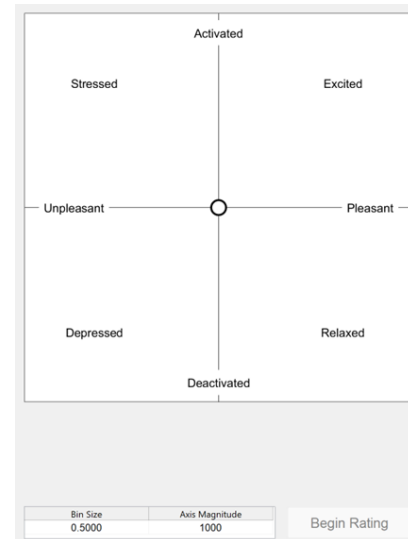 Activated
Stressed Excited
Unpleasant Pleasant
Depressed Relaxed
Deactivated
Bin Size Axis Magnitude
0.5000 1000
Begin Rating